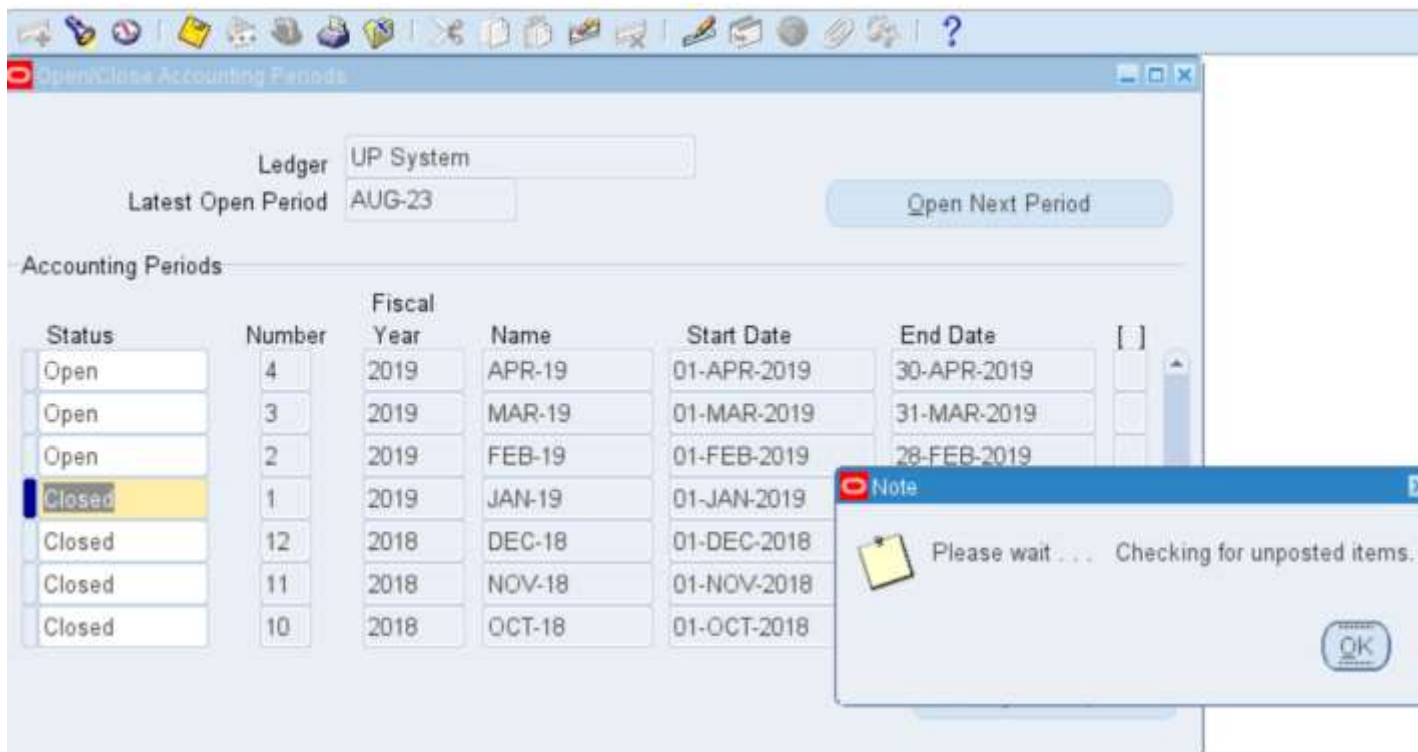 Open/Close Accounting Periods
Ledger UP System
Latest Open Period AUG-23
Open Next Period
Accounting Periods
Fiscal
Status Number Year Name Start Date End Date [ ]
Open 4 2019 APR-19 01-APR-2019 30-APR-2019
Open 3 2019 MAR-19 01-MAR-2019 31-MAR-2019
Open 2 2019 FEB-19 01-FEB-2019 28-FEB-2019
Closed 1 2019 JAN-19 01-JAN-2019
Closed 12 2018 DEC-18 01-DEC-2018
Closed 11 2018 NOV-18 01-NOV-2018
Closed 10 2018 OCT-18 01-OCT-2018
Note
Please wait . . . Checking for unposted items.
OK